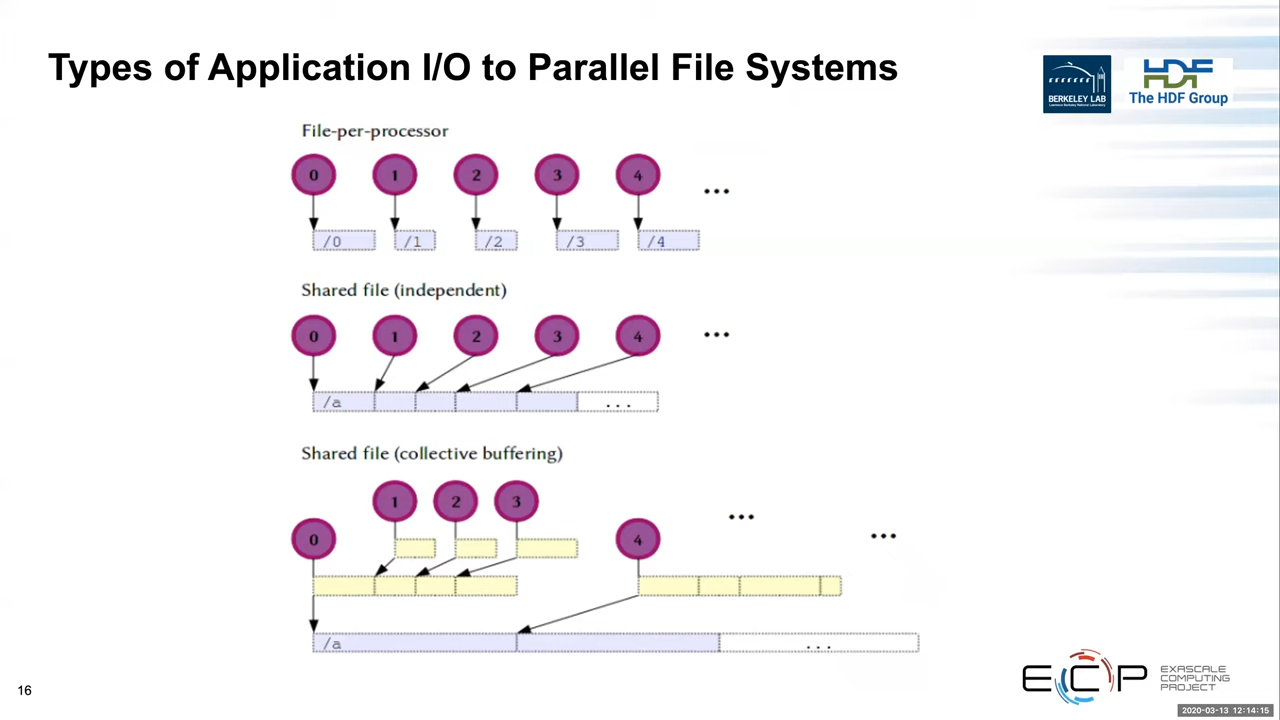 Types of Application I/O to Parallel File Systems
BERKELEY LAB
HDF
The HDF Group
File-per-processor
0 1 2 3 4 ...
/0 /1 /2 /3 /4
Shared file (independent)
0 1 2 3 4 ...
/a ...
Shared file (collective buffering)
1 2 3 ...
0 4 ...
/a ...
ECP
EXASCALE
COMPUTING
PROJECT
16
2020-03-13 12:14:15